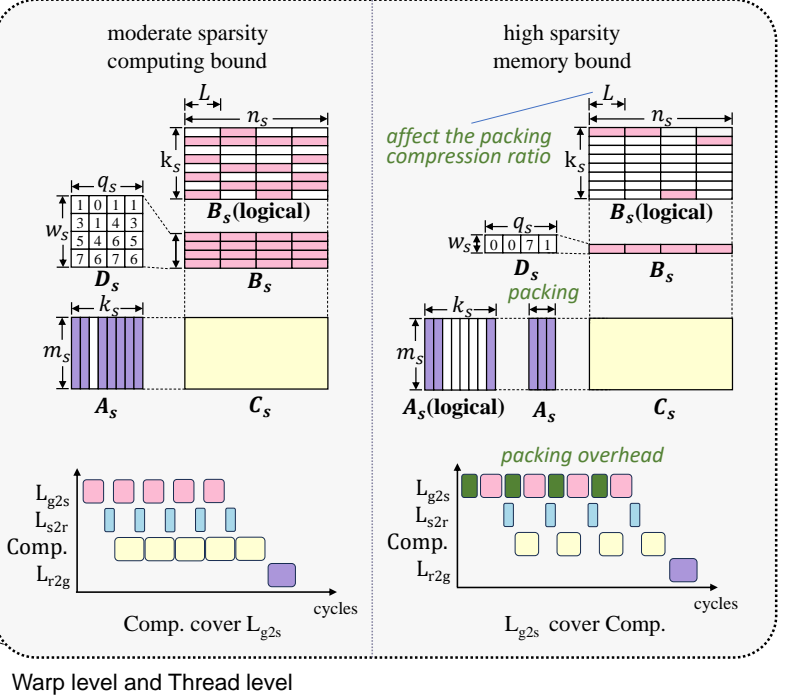 moderate sparsity
computing bound
L
n_s
k_s
B_s(logical)
q_s
w_s
1 0 1 1
3 1 4 3
5 4 6 5
7 6 7 6
D_s
B_s
k_s
m_s
A_s
C_s
L_g2s
L_s2r
Comp.
L_r2g
cycles
Comp. cover L_g2s
high sparsity
memory bound
L
n_s
affect the packing
compression ratio
k_s
B_s(logical)
q_s
w_s
0 0 7 1
D_s
B_s
packing
k_s
m_s
A_s(logical)
A_s
C_s
packing overhead
L_g2s
L_s2r
Comp.
L_r2g
cycles
L_g2s cover Comp.
Warp level and Thread level